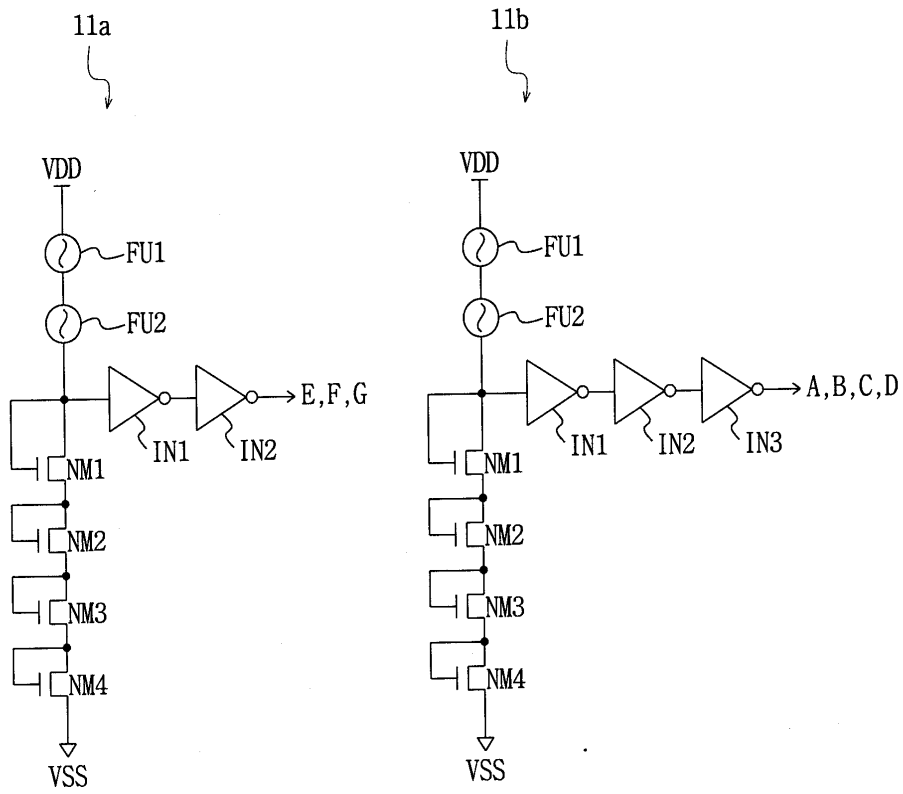 11a
VDD
FU1
FU2
E,F,G
IN1
IN2
NM1
NM2
NM3
NM4
VSS
11b
VDD
FU1
FU2
A,B,C,D
IN1
IN2
IN3
NM1
NM2
NM3
NM4
VSS